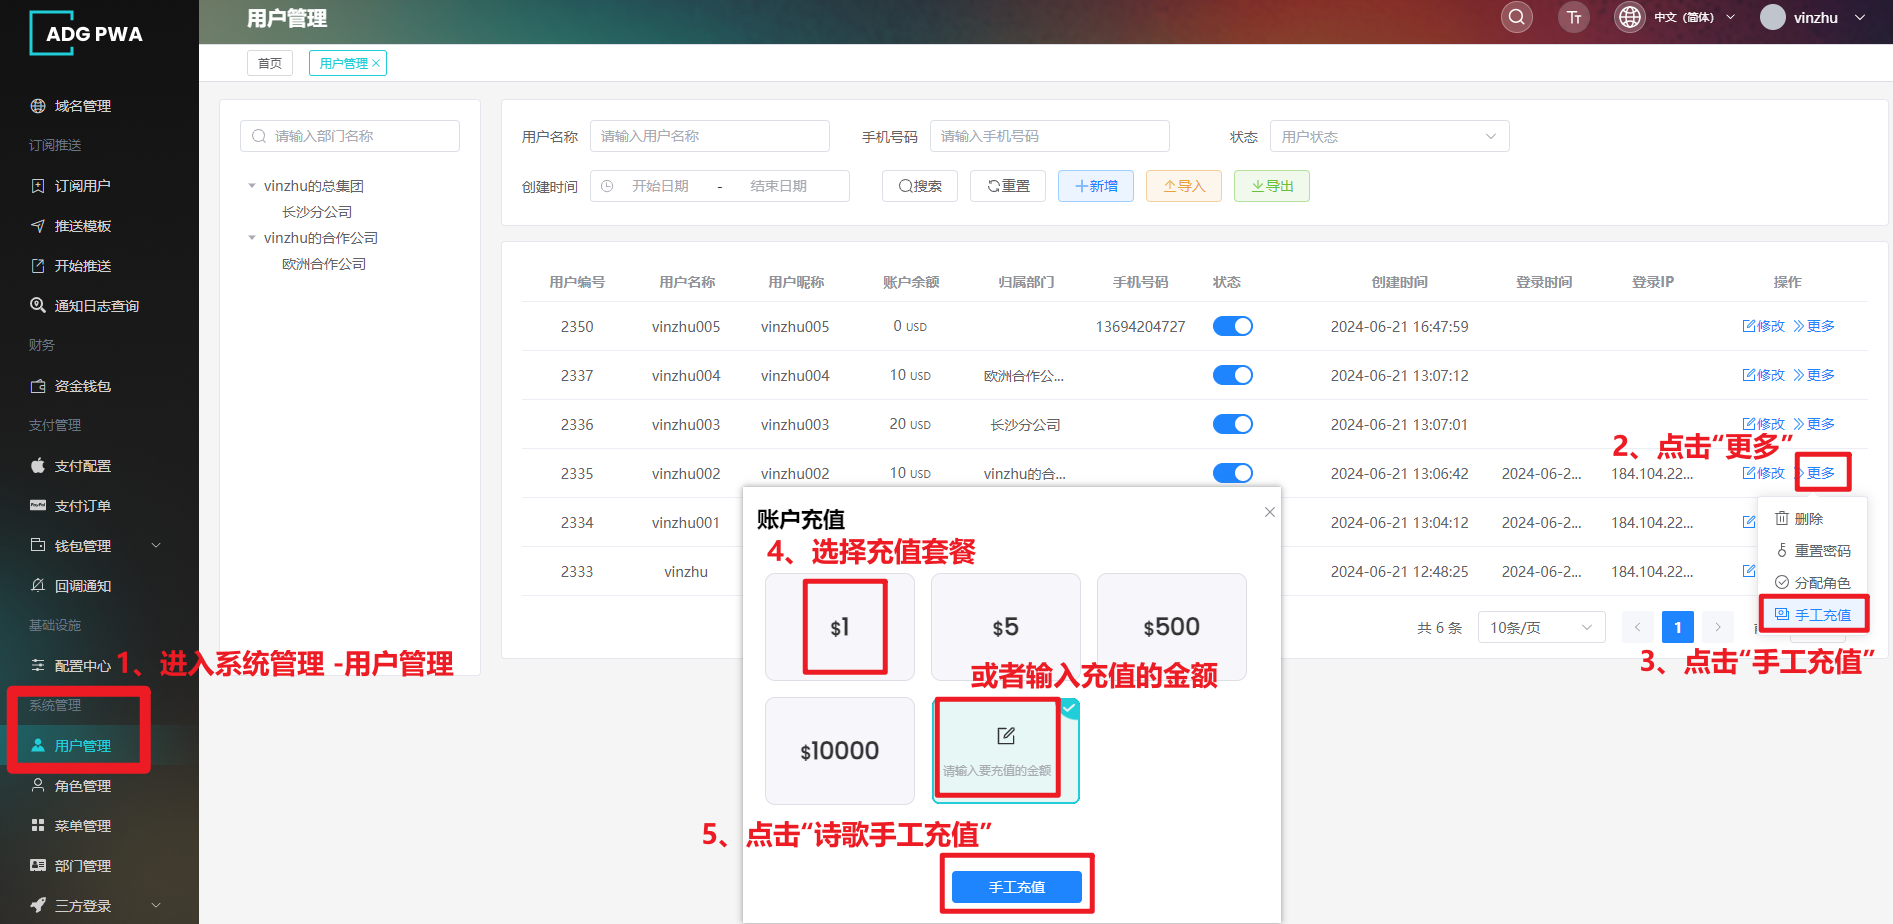 ADG PWA
用户管理
中文 (简体)
vinzhu
首页
用户管理 ×
域名管理
订阅推送
订阅用户
推送模板
开始推送
通知日志查询
财务
资金钱包
支付管理
支付配置
支付订单
钱包管理
回调通知
基础设施
配置中心
系统管理
用户管理
角色管理
菜单管理
部门管理
三方登录
1、进入系统管理 -用户管理
请输入部门名称
vinzhu的总集团
长沙分公司
vinzhu的合作公司
欧洲合作公司
用户名称 请输入用户名称 手机号码 请输入手机号码 状态 用户状态
创建时间 开始日期 - 结束日期 搜索 重置 新增 导入 导出
用户编号 用户名称 用户昵称 账户余额 归属部门 手机号码 状态 创建时间 登录时间 登录IP 操作
2350 vinzhu005 vinzhu005 0 USD 13694204727 2024-06-21 16:47:59 修改 更多
2337 vinzhu004 vinzhu004 10 USD 欧洲合作公... 2024-06-21 13:07:12 修改 更多
2336 vinzhu003 vinzhu003 20 USD 长沙分公司 2024-06-21 13:07:01 修改 更多
2、点击“更多”
2335 vinzhu002 vinzhu002 10 USD vinzhu的合... 2024-06-21 13:06:42 2024-06-2... 184.104.22... 修改 更多
2334 vinzhu001 2024-06-21 13:04:12 2024-06-2... 184.104.22...
2333 vinzhu 2024-06-21 12:48:25 2024-06-2... 184.104.22...
删除
重置密码
分配角色
手工充值
共 6 条 10条/页 1
3、点击“手工充值”
账户充值
4、选择充值套餐
$1 $5 $500
或者输入充值的金额
$10000
请输入要充值的金额
5、点击“诗歌手工充值”
手工充值